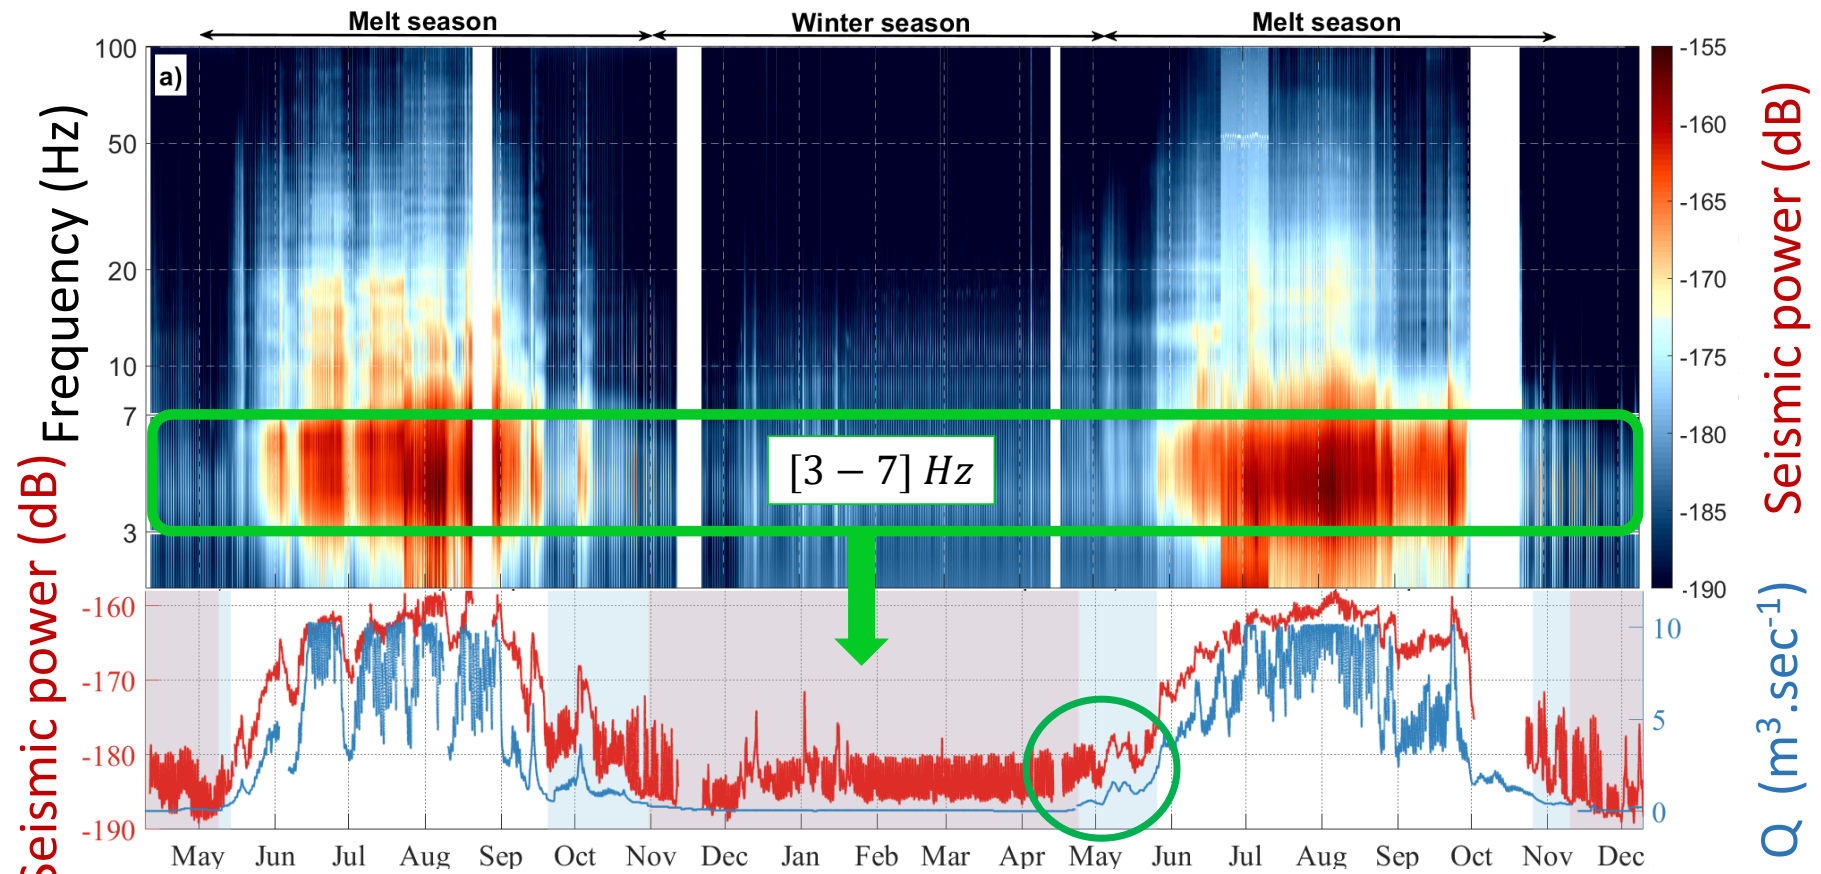 Melt season
Winter season
Melt season
a)
Frequency (Hz)
100
50
20
10
7
3
[3 − 7] Hz
-155
-160
-165
-170
-175
-180
-185
-190
Seismic power (dB)
Seismic power (dB)
-160
-170
-180
-190
10
5
0
Q (m³.sec⁻¹)
May Jun Jul Aug Sep Oct Nov Dec Jan Feb Mar Apr May Jun Jul Aug Sep Oct Nov Dec